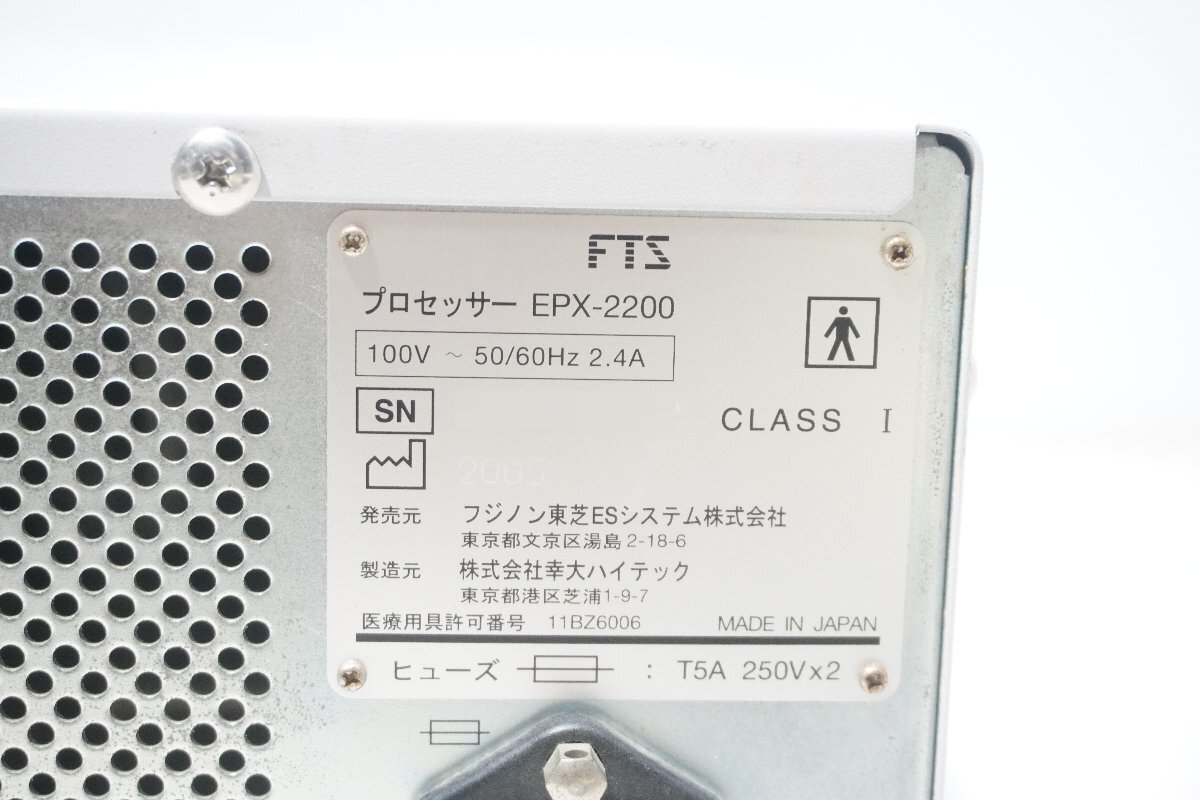 FTS
プロセッサー EPX-2200
100V ~ 50/60Hz 2.4A
SN
CLASS I
発売元 フジノン東芝ESシステム株式会社
東京都文京区湯島2-18-6
製造元 株式会社幸大ハイテック
東京都港区芝浦1-9-7
医療用具許可番号 11BZ6006 MADE IN JAPAN
ヒューズ : T5A 250Vx2